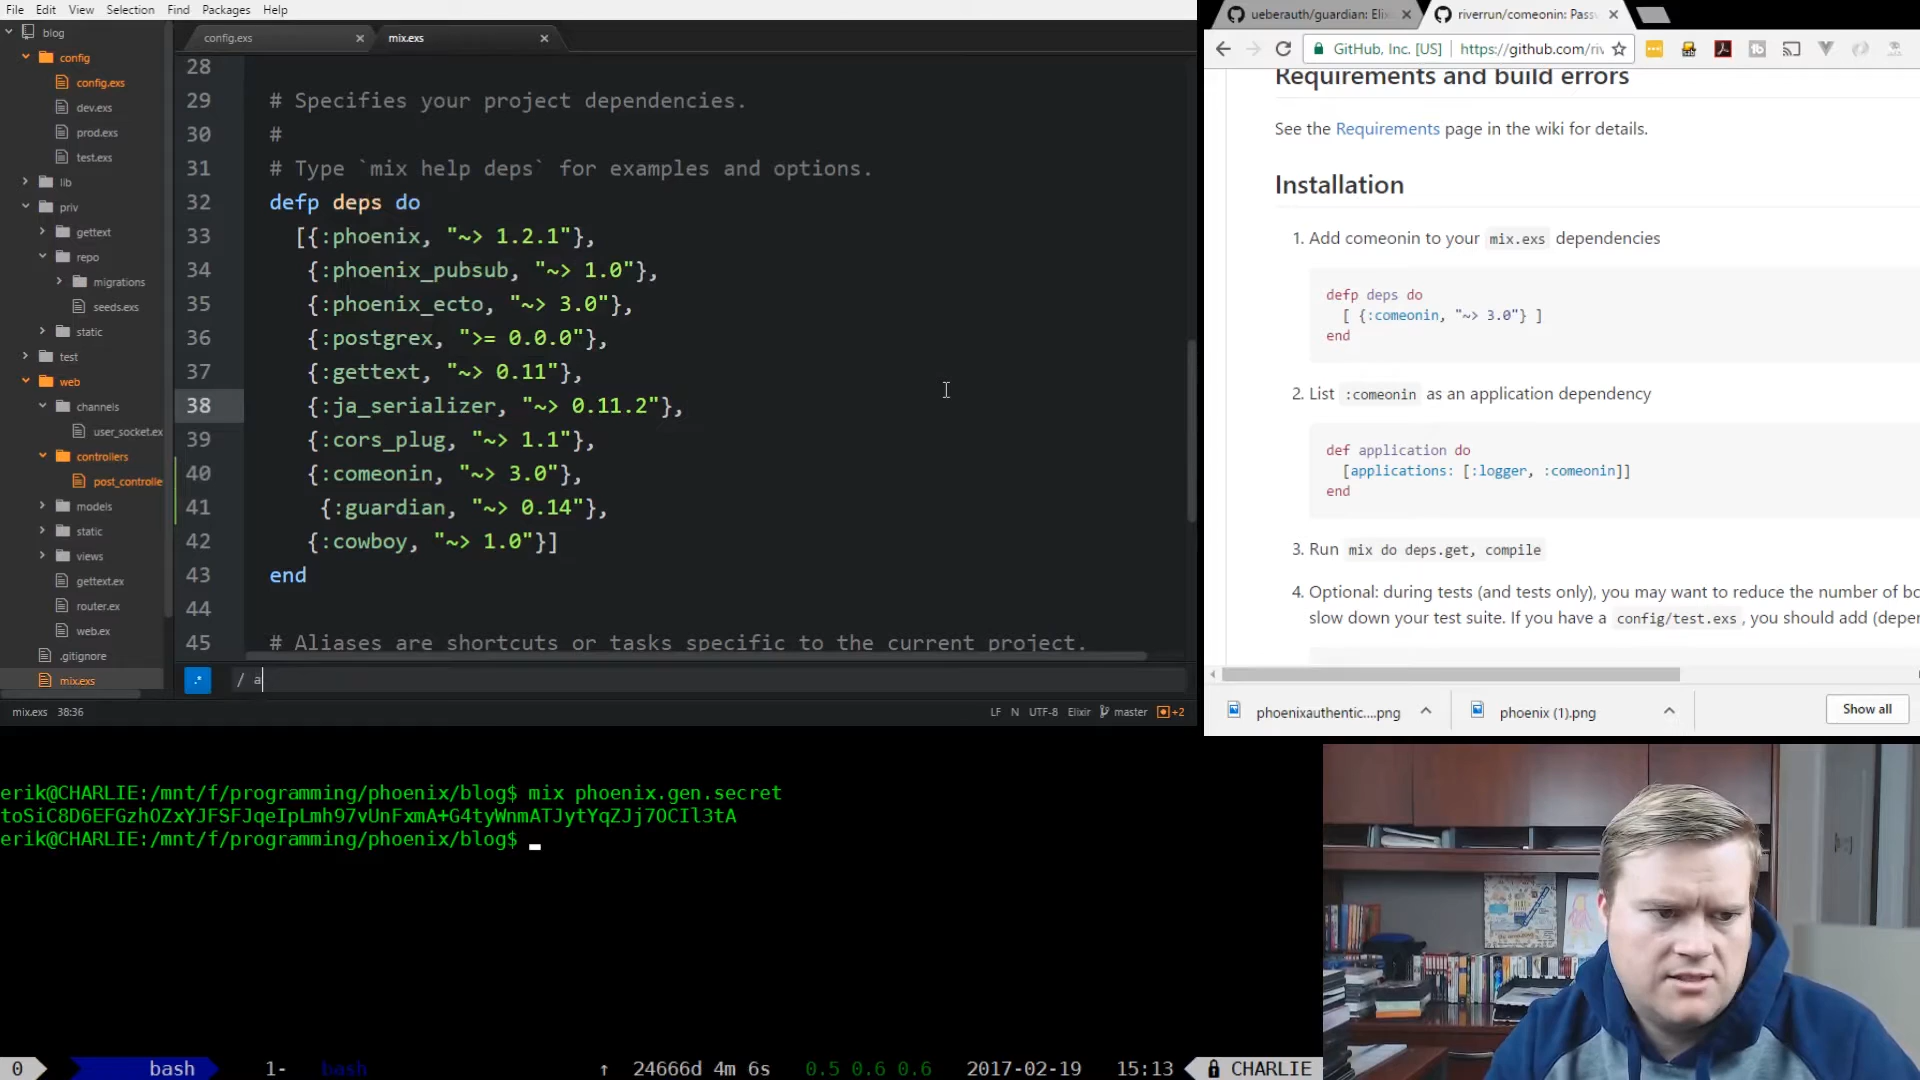 File Edit View Selection Find Packages Help
blog
config
config.exs
dev.exs
prod.exs
test.exs
lib
priv
gettext
repo
migrations
seeds.exs
static
test
web
channels
user_socket.ex
controllers
post_controlle
models
static
views
gettext.ex
router.ex
web.ex
.gitignore
mix.exs
config.exs mix.exs
28
29 # Specifies your project dependencies.
30 #
31 # Type `mix help deps` for examples and options.
32 defp deps do
33 [{:phoenix, "~> 1.2.1"},
34 {:phoenix_pubsub, "~> 1.0"},
35 {:phoenix_ecto, "~> 3.0"},
36 {:postgrex, ">= 0.0.0"},
37 {:gettext, "~> 0.11"},
38 {:ja_serializer, "~> 0.11.2"},
39 {:cors_plug, "~> 1.1"},
40 {:comeonin, "~> 3.0"},
41 {:guardian, "~> 0.14"},
42 {:cowboy, "~> 1.0"}]
43 end
44
45 # Aliases are shortcuts or tasks specific to the current project.
.* / a
mix.exs 38:36 LF N UTF-8 Elixir master +2
ueberauth/guardian: Elix riverrun/comeonin: Pass
GitHub, Inc. [US] https://github.com/riv
Requirements and build errors
See the Requirements page in the wiki for details.
Installation
1. Add comeonin to your mix.exs dependencies
defp deps do
[ {:comeonin, "~> 3.0"} ]
end
2. List :comeonin as an application dependency
def application do
[applications: [:logger, :comeonin]]
end
3. Run mix do deps.get, compile
4. Optional: during tests (and tests only), you may want to reduce the number of bc
slow down your test suite. If you have a config/test.exs, you should add (deper
phoenixauthentic....png phoenix (1).png Show all
erik@CHARLIE:/mnt/f/programming/phoenix/blog$ mix phoenix.gen.secret
toSiC8D6EFGzhOZxYJFSFJqeIpLmh97vUnFxmA+G4tyWnmATJytYqZJj7OCIl3tA
erik@CHARLIE:/mnt/f/programming/phoenix/blog$
0 bash 1- bash ↑ 24666d 4m 6s 0.5 0.6 0.6 2017-02-19 15:13 CHARLIE